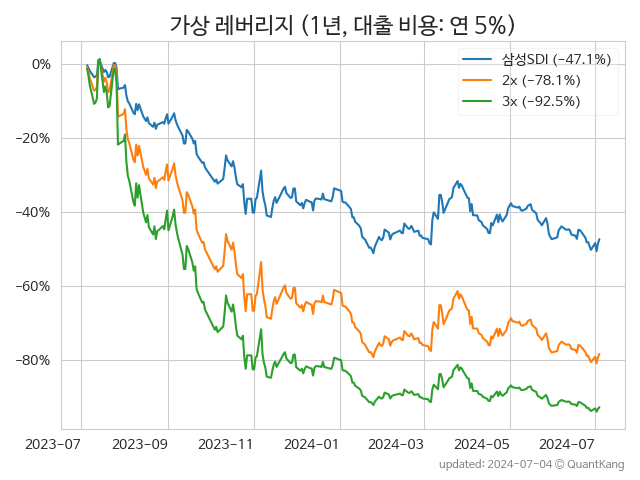 가상 레버리지 (1년, 대출 비용: 연 5%)
삼성SDI (−47.1%)
2x (−78.1%)
3x (−92.5%)
0%
−20%
−40%
−60%
−80%
2023-07 2023-09 2023-11 2024-01 2024-03 2024-05 2024-07
updated: 2024-07-04 © QuantKang